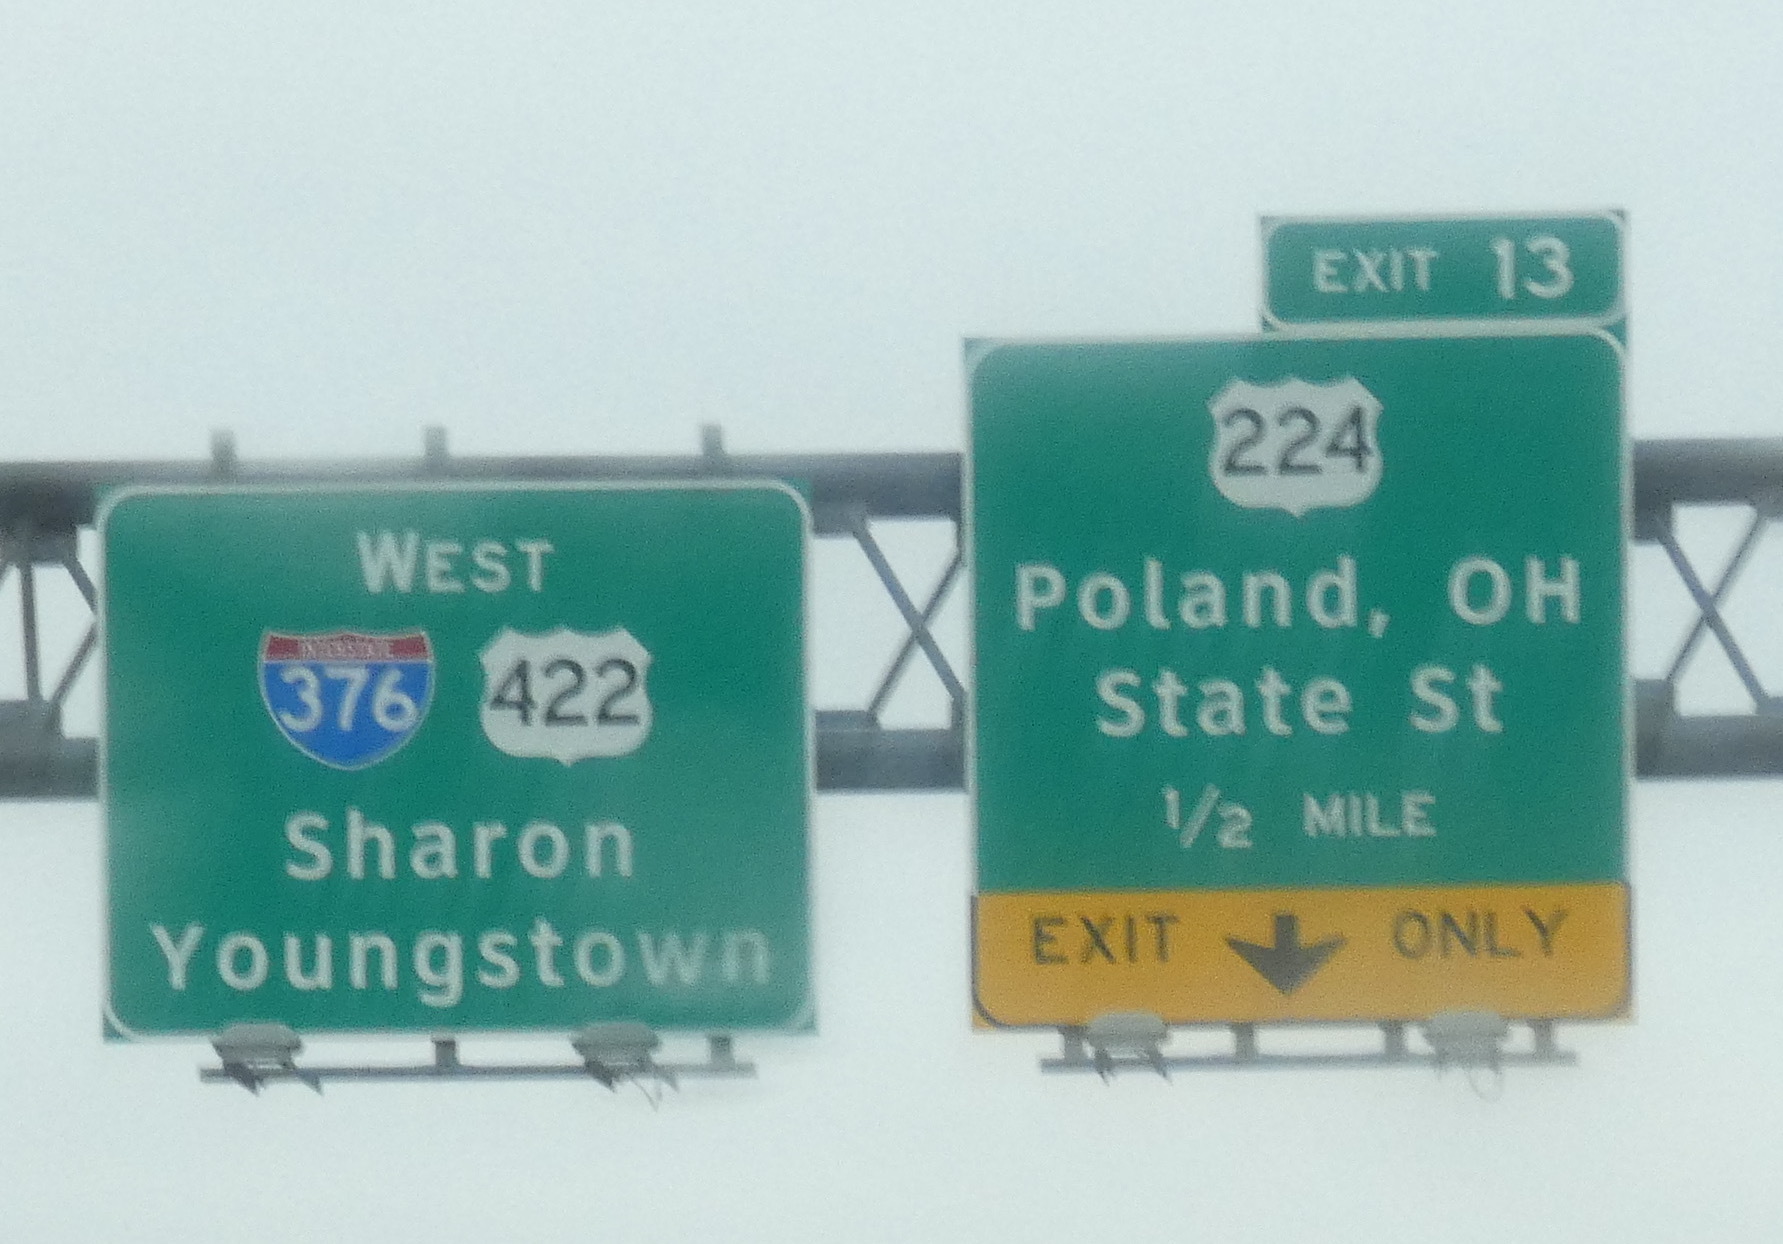 WEST
INTERSTATE
376 422
Sharon
Youngstown
EXIT 13
224
Poland, OH
State St
1/2 MILE
EXIT ONLY